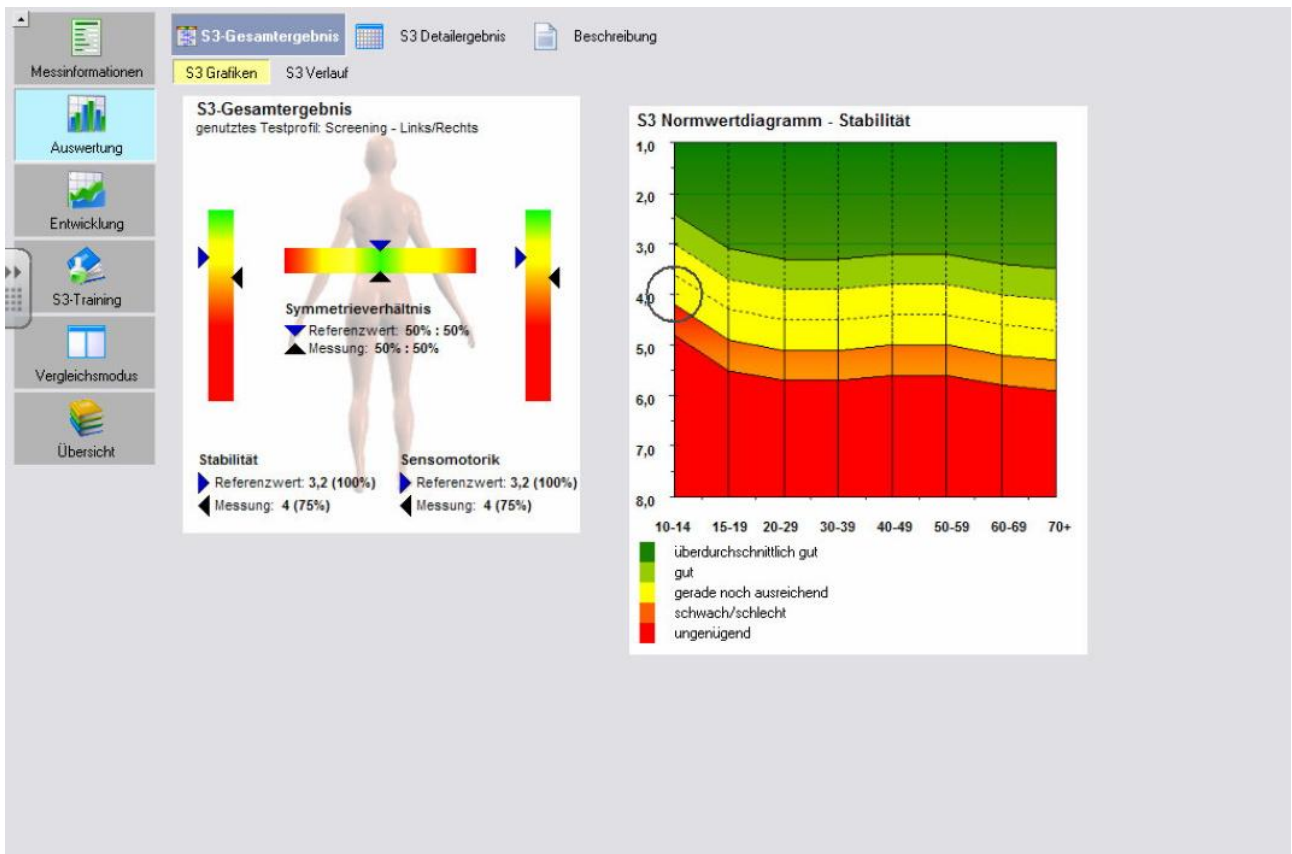 S3-Gesamtergebnis
S3 Detailergebnis
Beschreibung
S3 Grafiken
S3 Verlauf
Messinformationen
Auswertung
Entwicklung
S3-Training
Vergleichsmodus
Übersicht
S3-Gesamtergebnis
genutztes Testprofil: Screening - Links/Rechts
Symmetrieverhältnis
Referenzwert: 50% : 50%
Messung: 50% : 50%
Stabilität
Referenzwert: 3,2 (100%)
Messung: 4 (75%)
Sensomotorik
Referenzwert: 3,2 (100%)
Messung: 4 (75%)
S3 Normwertdiagramm - Stabilität
1,0
2,0
3,0
4,0
5,0
6,0
7,0
8,0
10-14 15-19 20-29 30-39 40-49 50-59 60-69 70+
überdurchschnittlich gut
gut
gerade noch ausreichend
schwach/schlecht
ungenügend